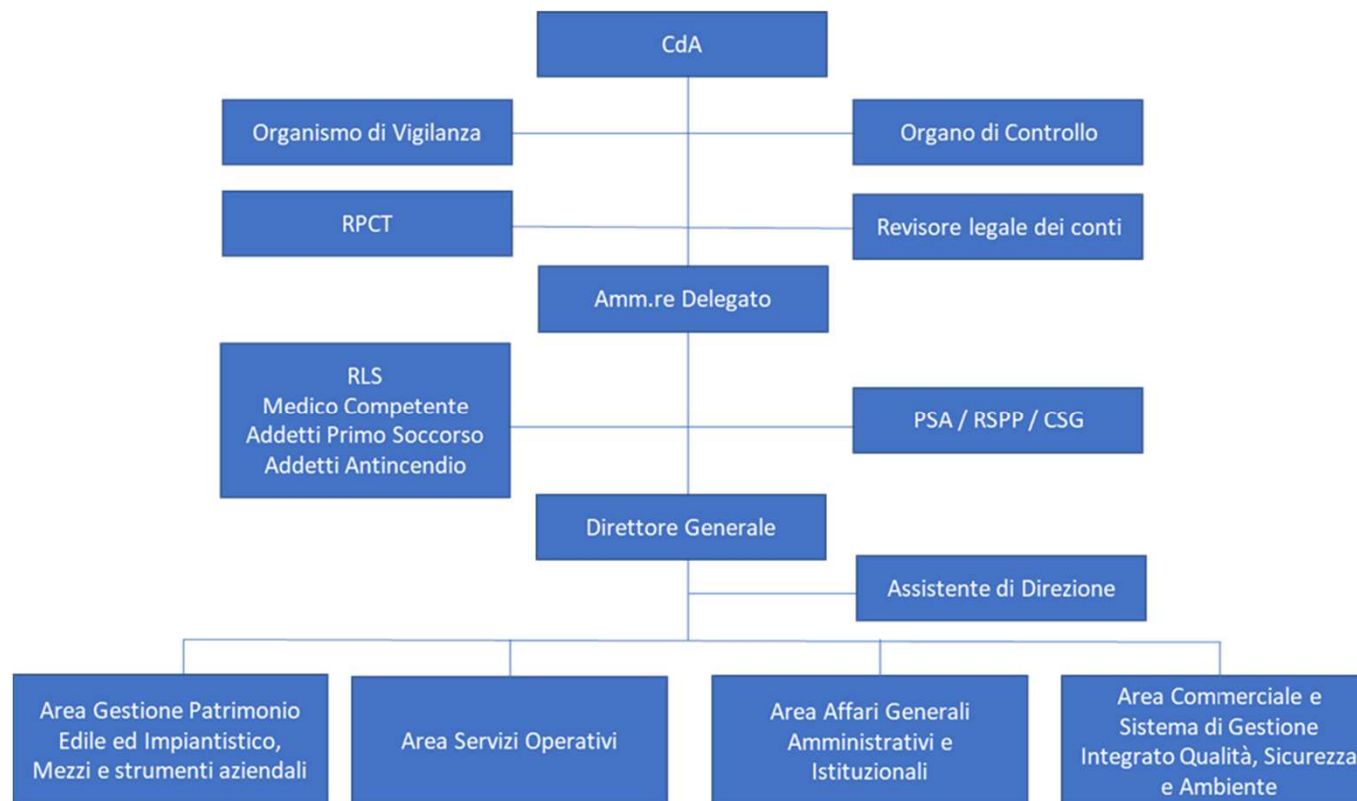 CdA
Organismo di Vigilanza
Organo di Controllo
RPCT
Revisore legale dei conti
Amm.re Delegato
RLS
Medico Competente
Addetti Primo Soccorso
Addetti Antincendio
PSA / RSPP / CSG
Direttore Generale
Assistente di Direzione
Area Gestione Patrimonio
Edile ed Impiantistico,
Mezzi e strumenti aziendali
Area Servizi Operativi
Area Affari Generali
Amministrativi e
Istituzionali
Area Commerciale e
Sistema di Gestione
Integrato Qualità, Sicurezza
e Ambiente